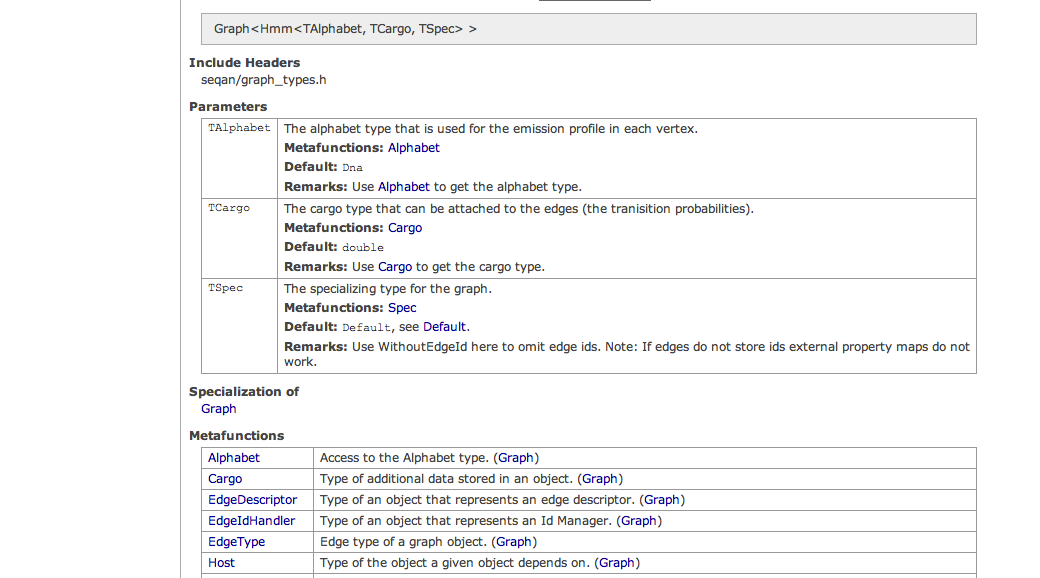 Graph<Hmm<TAlphabet, TCargo, TSpec> >
Include Headers
seqan/graph_types.h
Parameters
TAlphabet The alphabet type that is used for the emission profile in each vertex.
Metafunctions: Alphabet
Default: Dna
Remarks: Use Alphabet to get the alphabet type.
TCargo The cargo type that can be attached to the edges (the tranisition probabilities).
Metafunctions: Cargo
Default: double
Remarks: Use Cargo to get the cargo type.
TSpec The specializing type for the graph.
Metafunctions: Spec
Default: Default, see Default.
Remarks: Use WithoutEdgeId here to omit edge ids. Note: If edges do not store ids external property maps do not
work.
Specialization of
Graph
Metafunctions
Alphabet Access to the Alphabet type. (Graph)
Cargo Type of additional data stored in an object. (Graph)
EdgeDescriptor Type of an object that represents an edge descriptor. (Graph)
EdgeIdHandler Type of an object that represents an Id Manager. (Graph)
EdgeType Edge type of a graph object. (Graph)
Host Type of the object a given object depends on. (Graph)